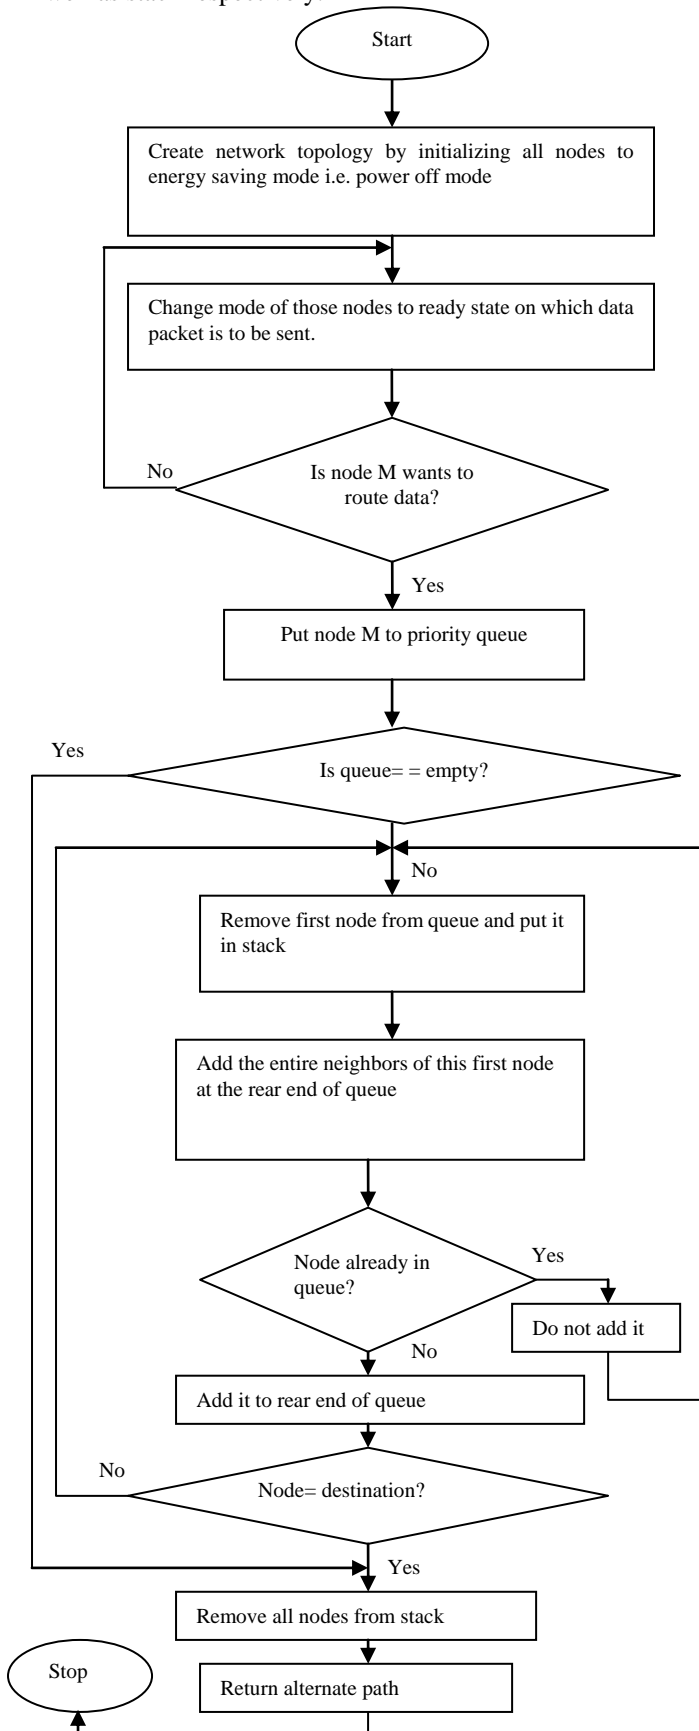 Start
Create network topology by initializing all nodes to
energy saving mode i.e. power off mode
Change mode of those nodes to ready state on which data
packet is to be sent.
No
Is node M wants to
route data?
Yes
Put node M to priority queue
Yes
Is queue= = empty?
No
Remove first node from queue and put it
in stack
Add the entire neighbors of this first node
at the rear end of queue
Node already in
queue?
Yes
Do not add it
No
Add it to rear end of queue
No
Node= destination?
Yes
Remove all nodes from stack
Stop
Return alternate path